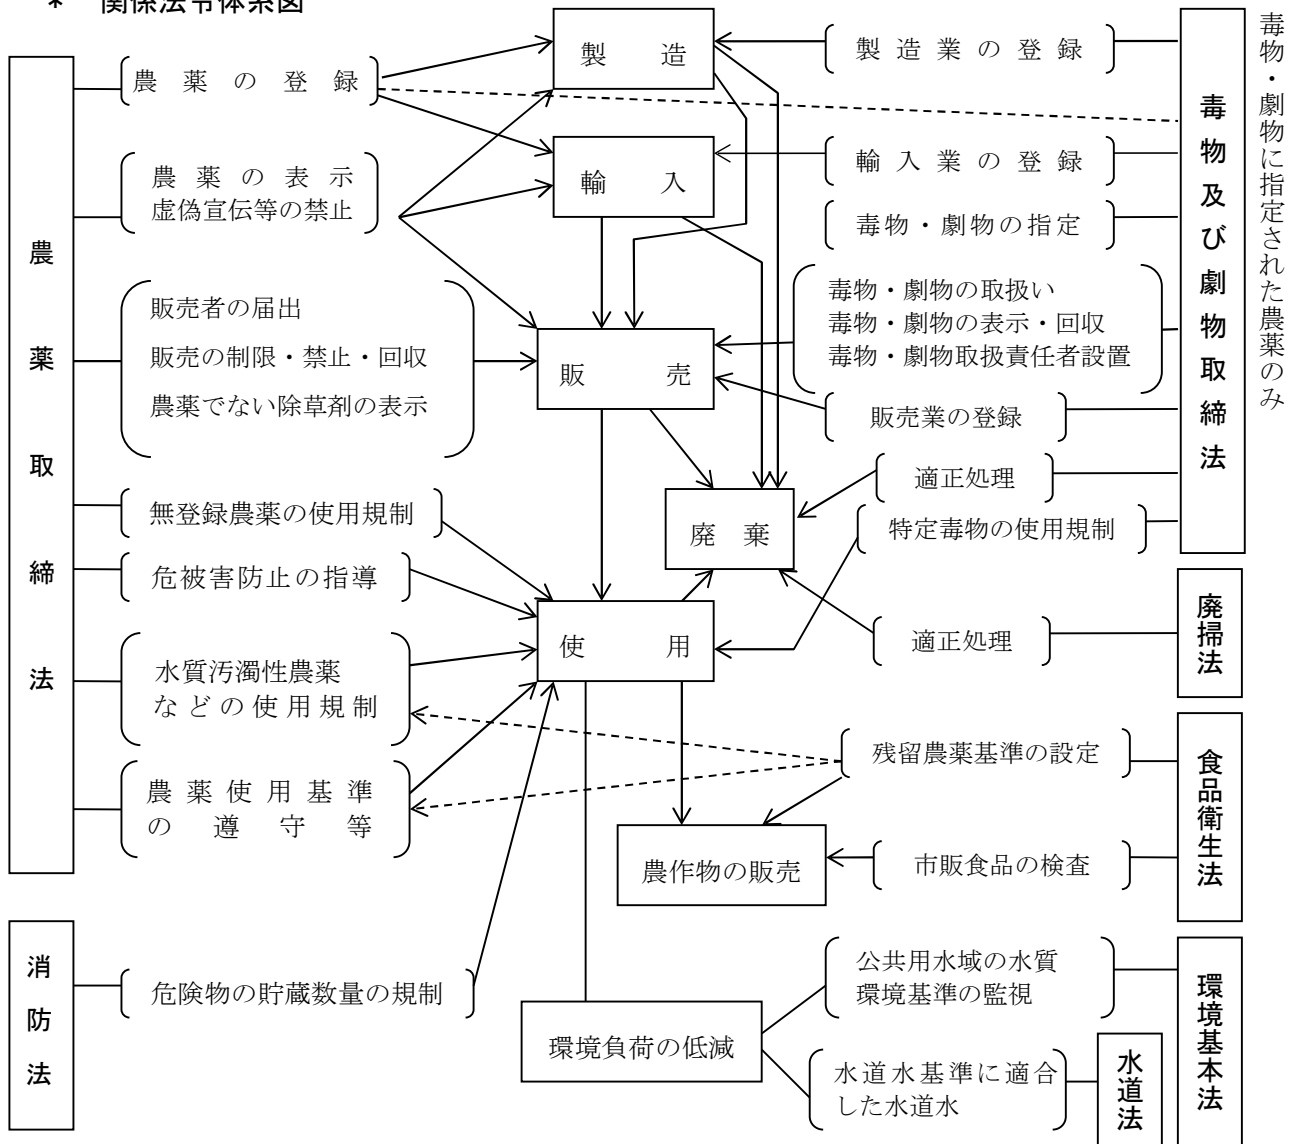 * 関係法令体系図
農薬取締法
農薬の登録
農薬の表示
虚偽宣伝等の禁止
販売者の届出
販売の制限・禁止・回収
農薬でない除草剤の表示
無登録農薬の使用規制
危被害防止の指導
水質汚濁性農薬
などの使用規制
農薬使用基準
の遵守等
消防法
危険物の貯蔵数量の規制
製造
輸入
販売
廃棄
使用
農作物の販売
環境負荷の低減
製造業の登録
輸入業の登録
毒物・劇物の指定
毒物・劇物の取扱い
毒物・劇物の表示・回収
毒物・劇物取扱責任者設置
販売業の登録
適正処理
特定毒物の使用規制
適正処理
残留農薬基準の設定
市販食品の検査
公共用水域の水質
環境基準の監視
水道水基準に適合
した水道水
毒物及び劇物取締法
毒物・劇物に指定された農薬のみ
廃掃法
食品衛生法
環境基本法
水道法